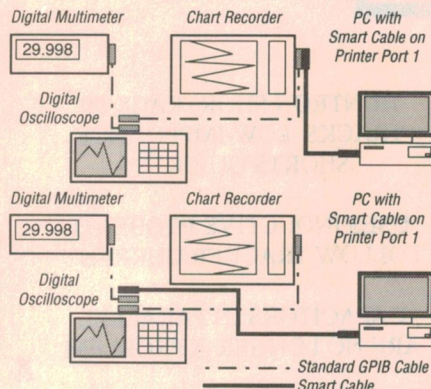 Digital Multimeter
Chart Recorder
PC with
Smart Cable on
Printer Port 1
29.998
Digital
Oscilloscope
Digital Multimeter
Chart Recorder
PC with
Smart Cable on
Printer Port 1
29.998
Digital
Oscilloscope
Standard GPIB Cable
Smart Cable